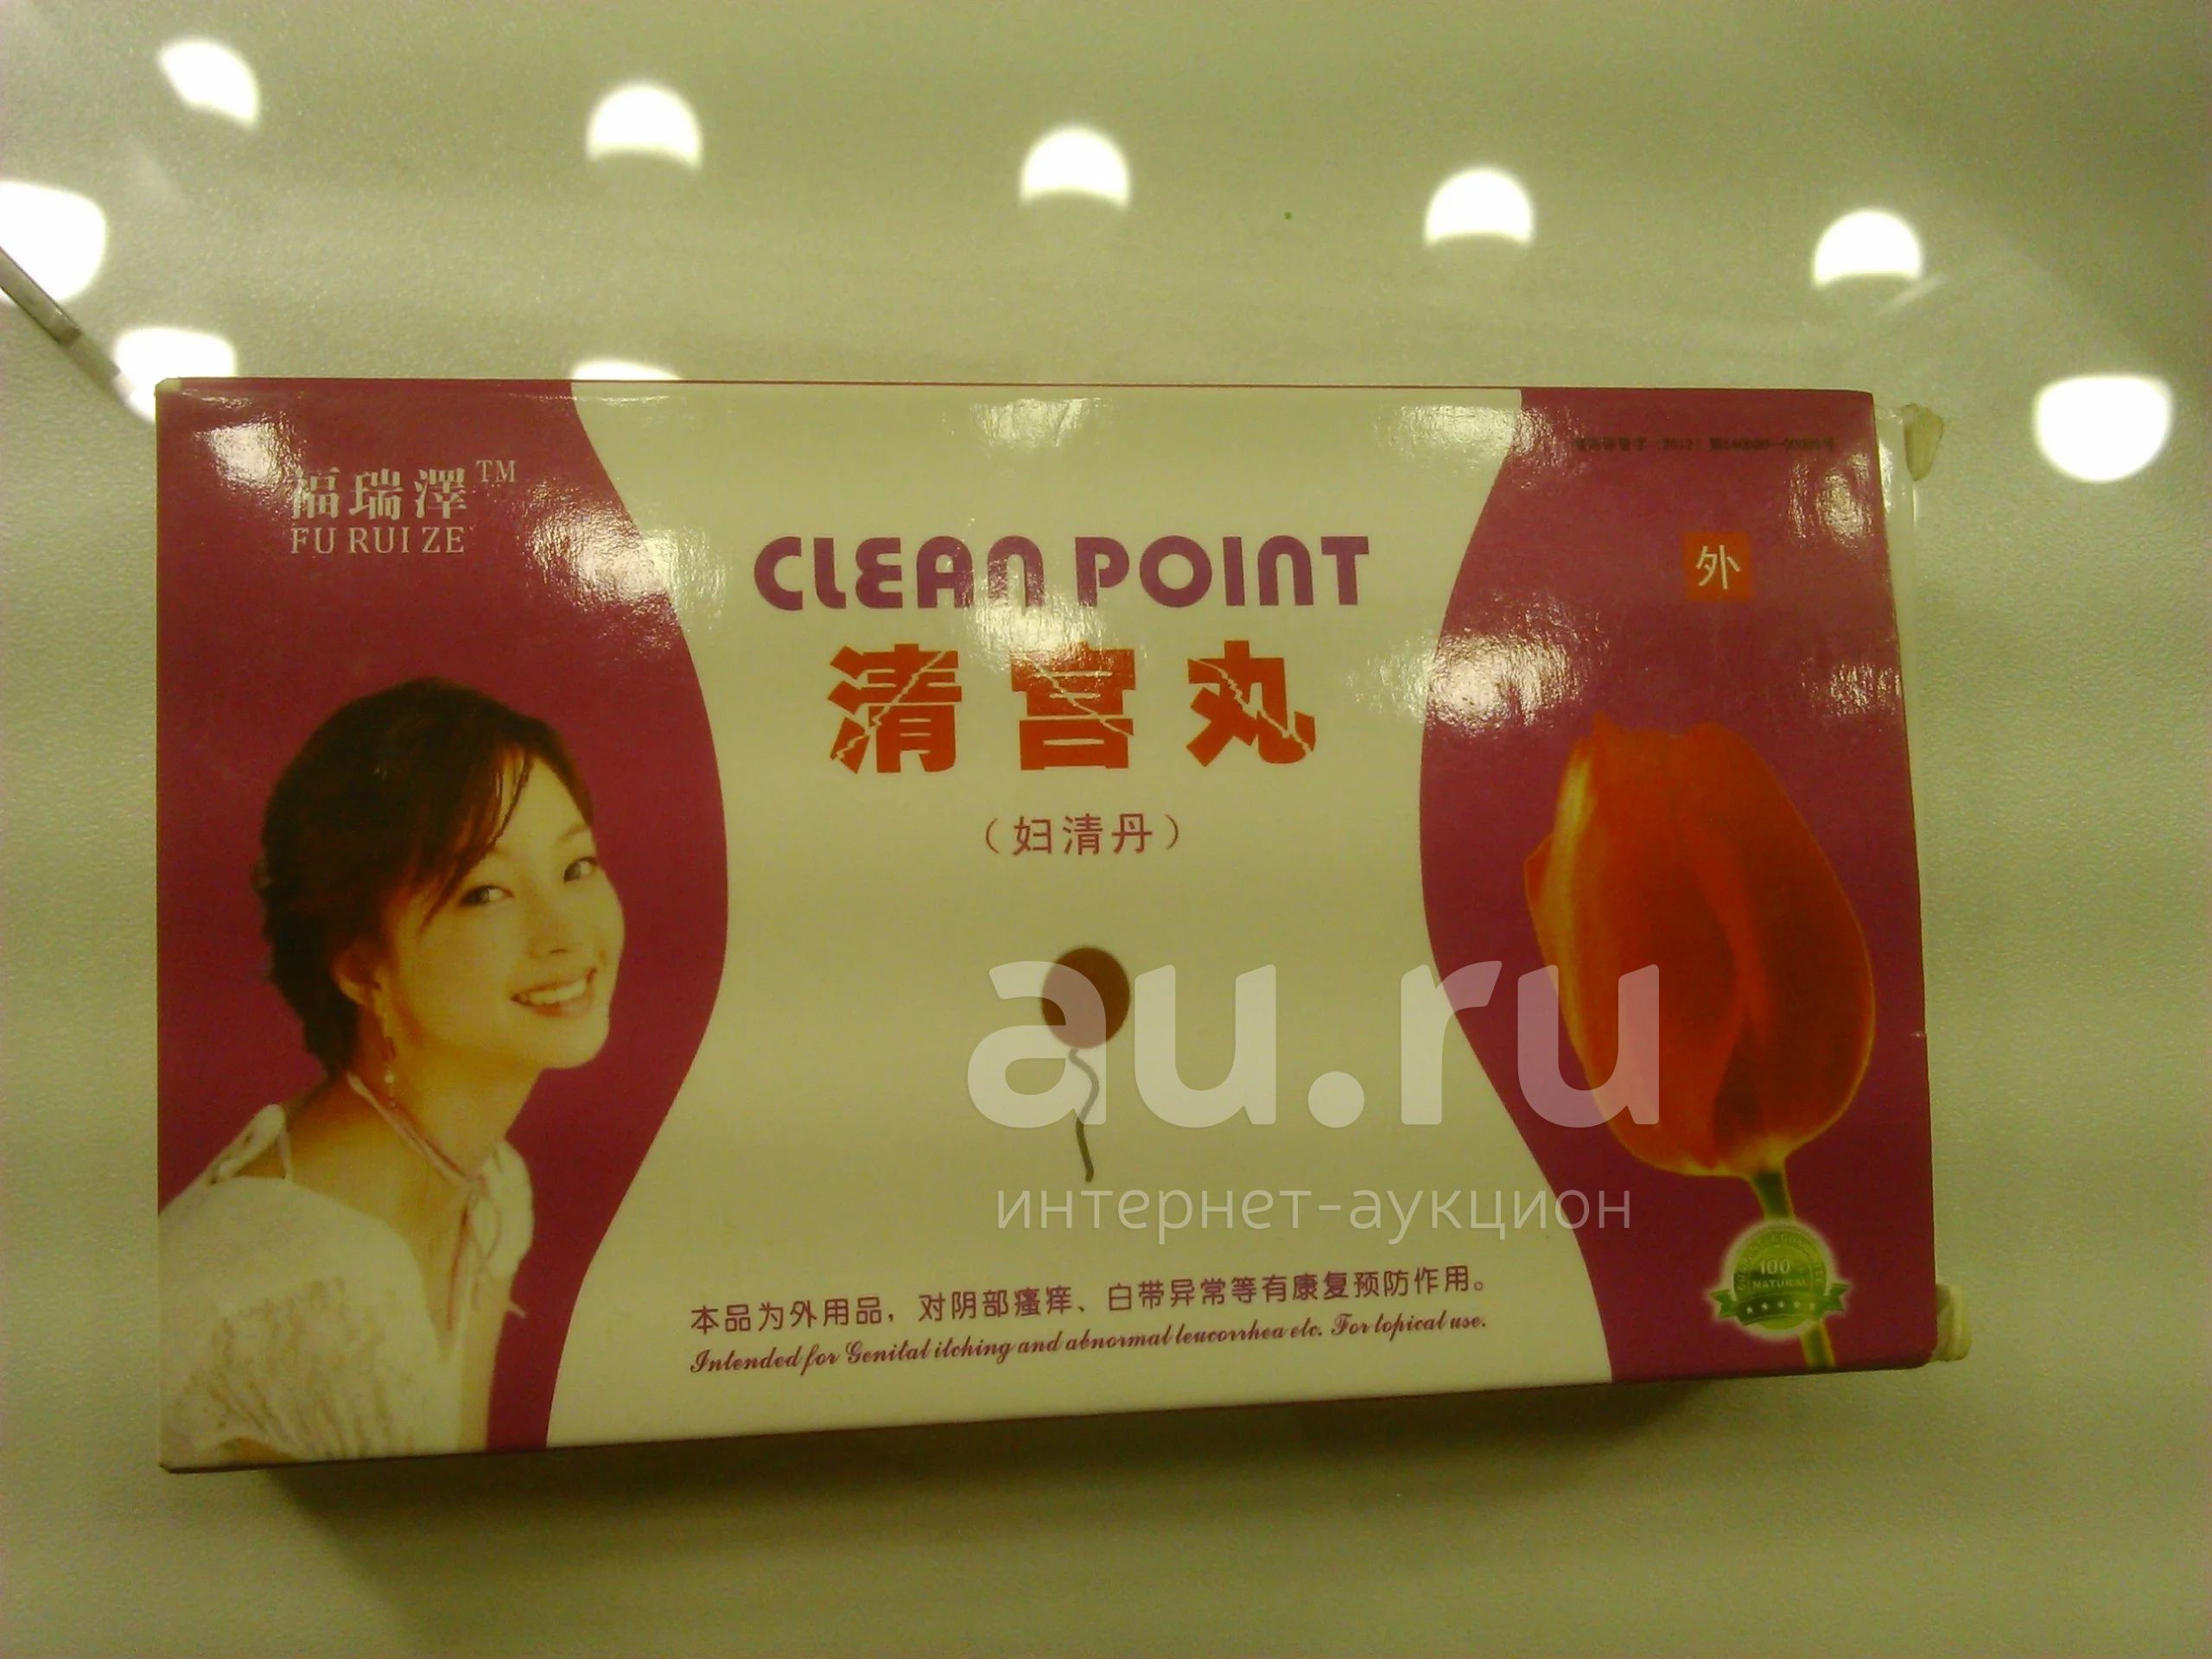 福瑞澤™
FU RUI ZE
外
CLEAN POINT
清宫丸
（妇清丹）
au.ru
интернет-аукцион
本品为外用品，对阴部瘙痒、白带异常等有康复预防作用。
Intended for Genital itching and abnormal leucorrhea etc. For topical use.
100
NATURAL